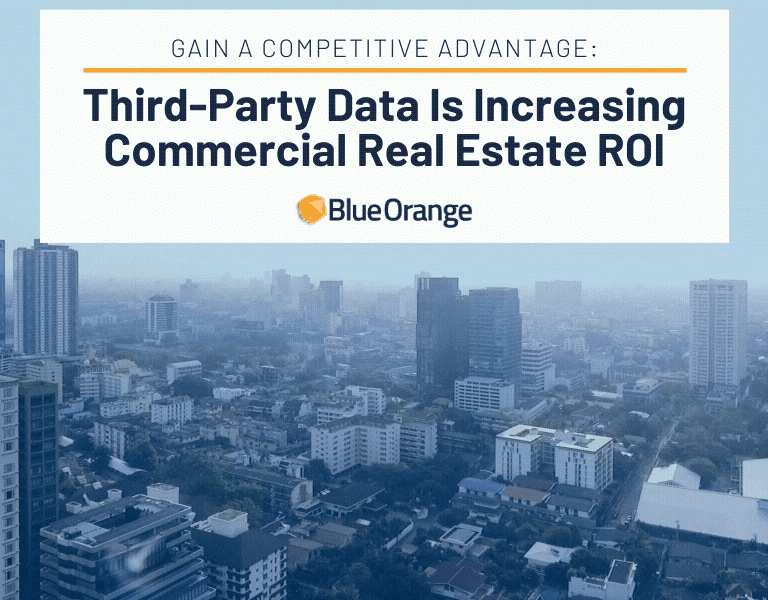 GAIN A COMPETITIVE ADVANTAGE:
Third-Party Data Is Increasing
Commercial Real Estate ROI
BlueOrange